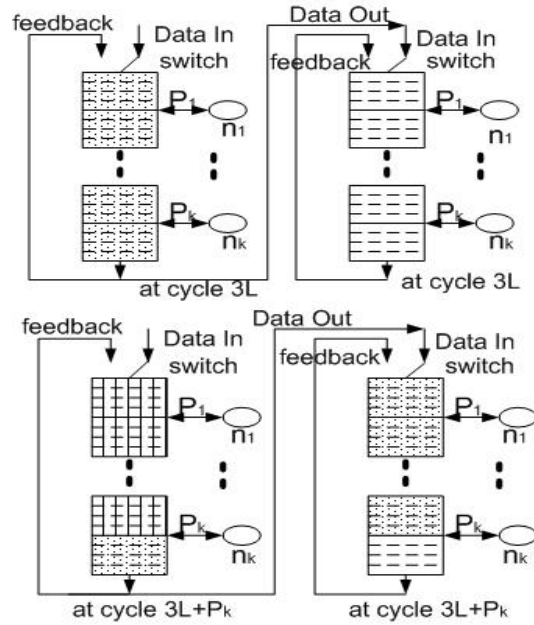 feedback Data In switch Data Out feedback Data In switch
P1 n1 P1 n1
Pk nk Pk nk
at cycle 3L at cycle 3L
feedback Data In switch Data Out feedback Data In switch
P1 n1 P1 n1
Pk nk Pk nk
at cycle 3L+Pk at cycle 3L+Pk